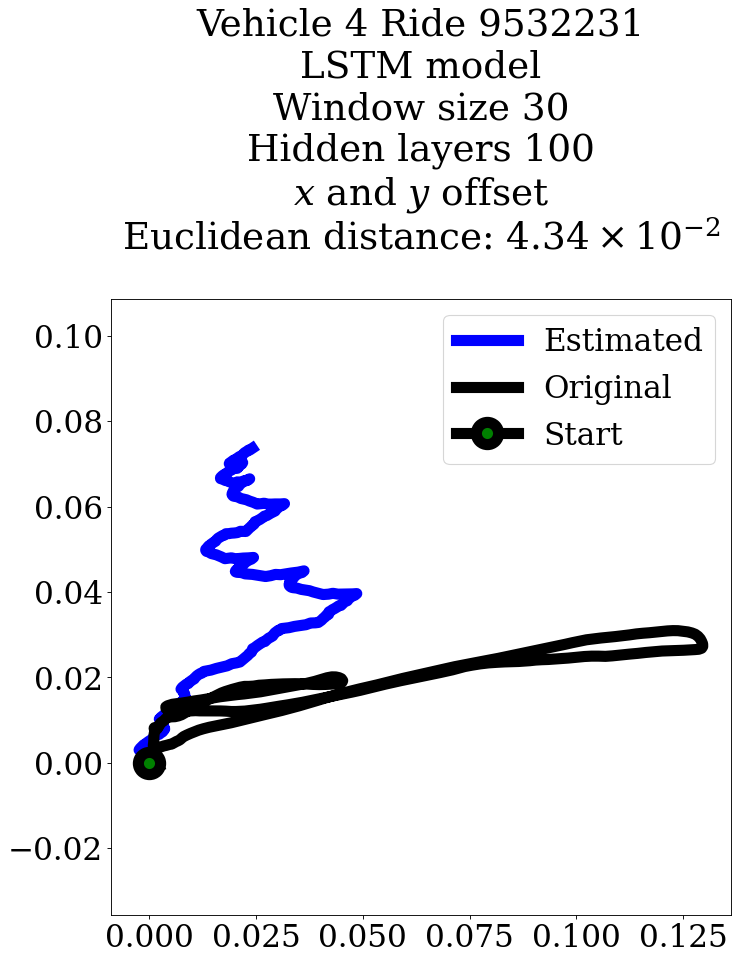 Vehicle 4 Ride 9532231
LSTM model
Window size 30
Hidden layers 100
x and y offset
Euclidean distance: 4.34 × 10⁻²
Estimated
Original
Start
0.10
0.08
0.06
0.04
0.02
0.00
−0.02
0.000 0.025 0.050 0.075 0.100 0.125